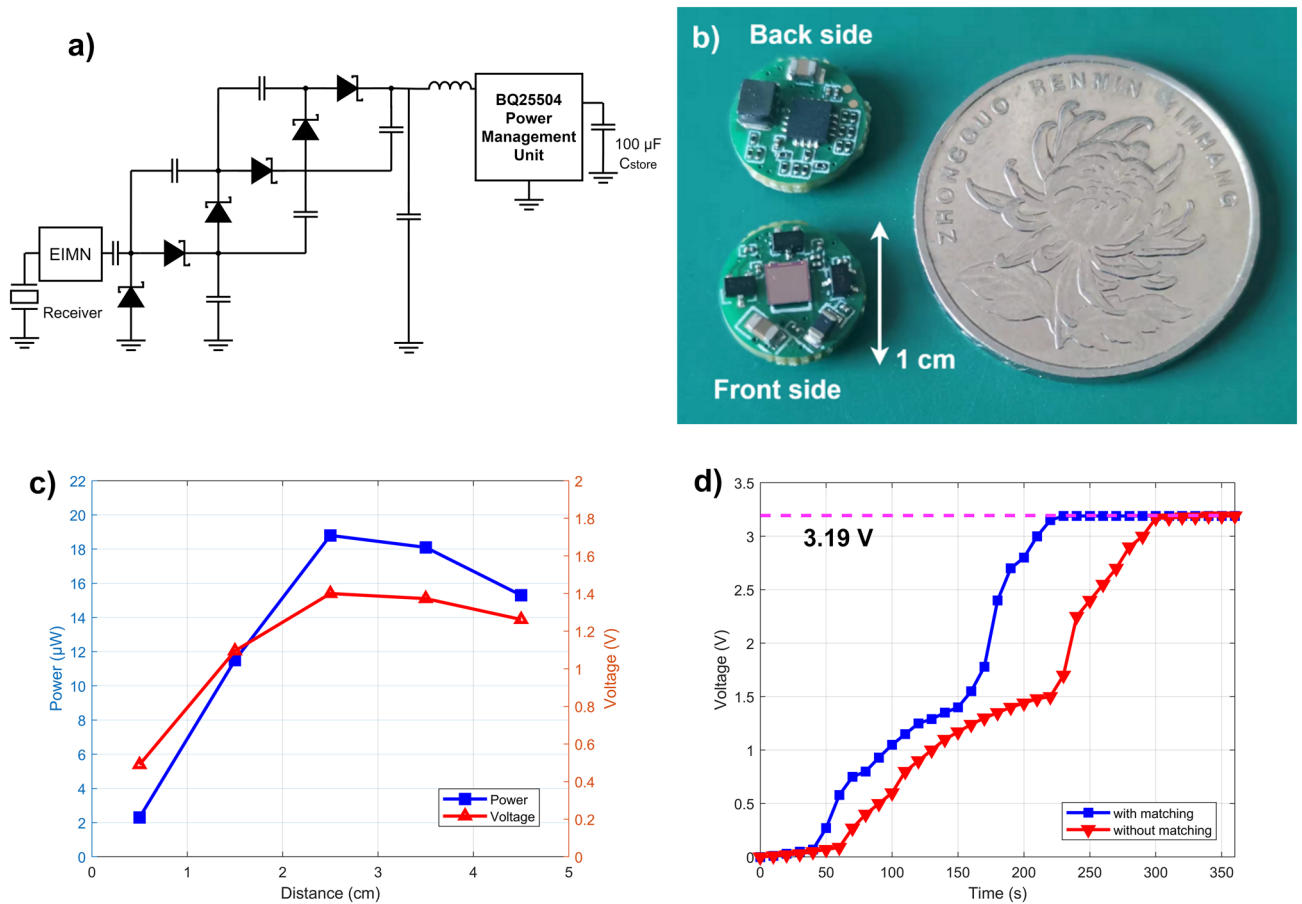 a)
BQ25504
Power
Management
Unit
100 µF
Cstore
EIMN
Receiver
b)
Back side
ZHONGGUO RENMIN YINHANG
1 cm
Front side
c)
Power (µW)
22
20
18
16
14
12
10
8
6
4
2
0
2
1.8
1.6
1.4
1.2
1
0.8
0.6
0.4
0.2
0
Voltage (V)
Power
Voltage
0 1 2 3 4 5
Distance (cm)
d)
Voltage (V)
3.5
3
2.5
2
1.5
1
0.5
0
3.19 V
with matching
without matching
0 50 100 150 200 250 300 350
Time (s)